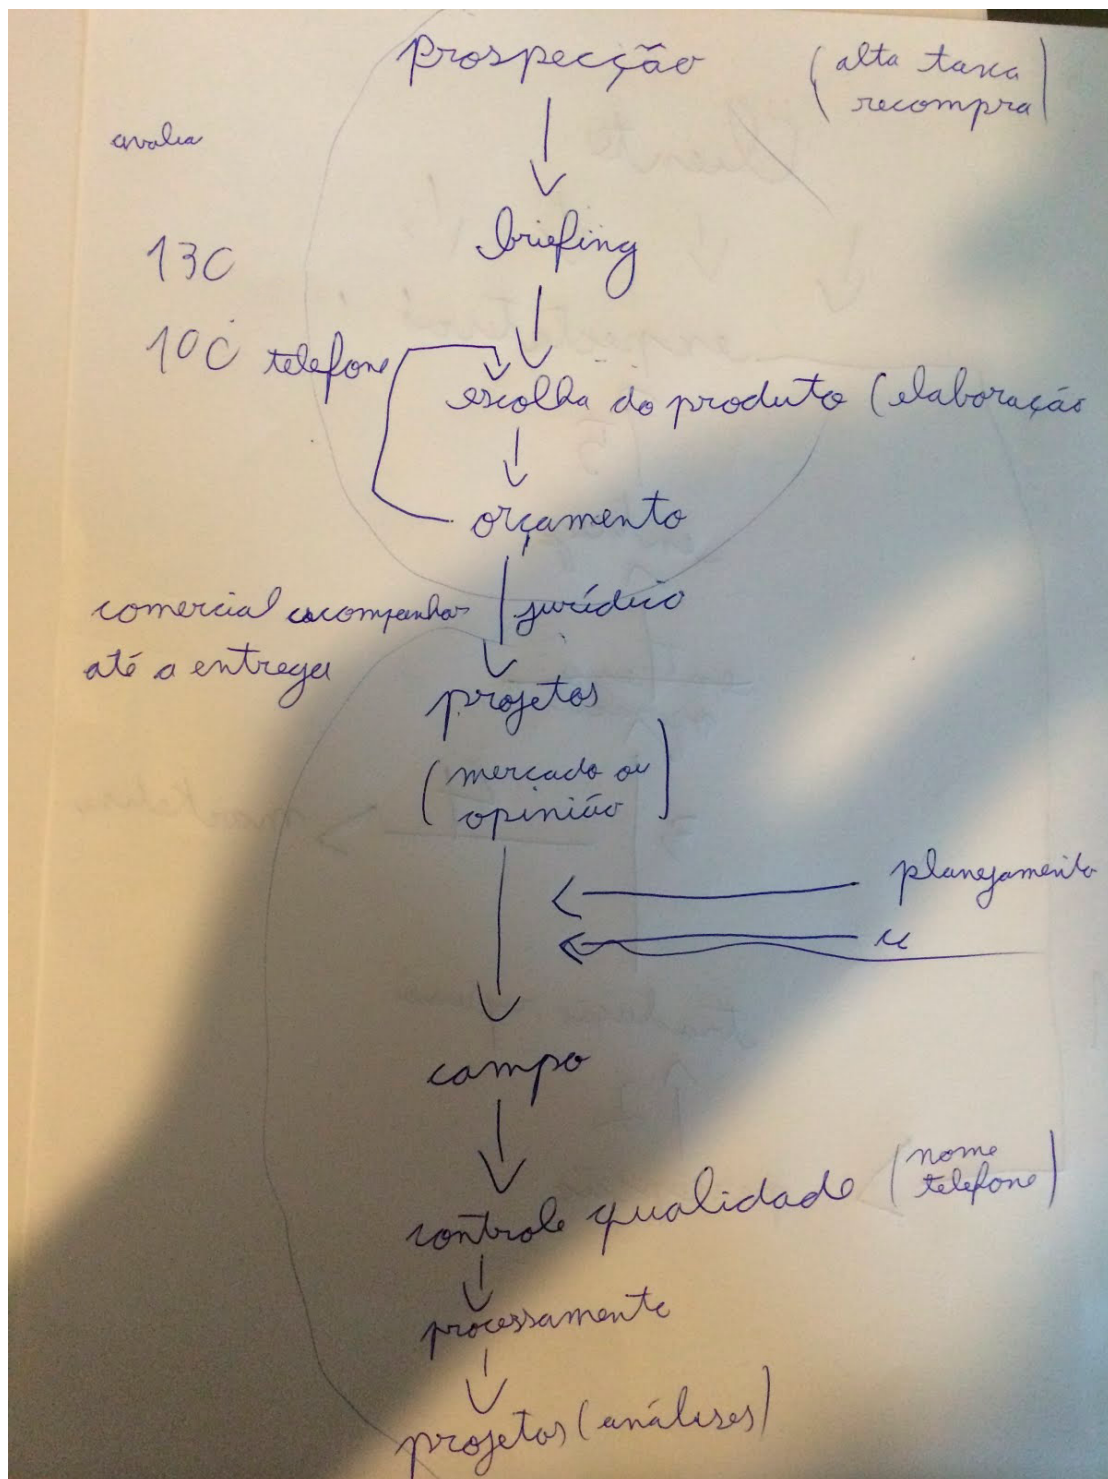 prospecção (alta taxa
recompra)
avalia
briefing
13C
10C telefone
escolha do produto (elaboração
orçamento
comercial acompanhar jurídico
até a entrega
projetos
(mercado ou
opinião)
planejamento
campo
controle qualidade (nome
telefone)
processamento
projetos (análises)